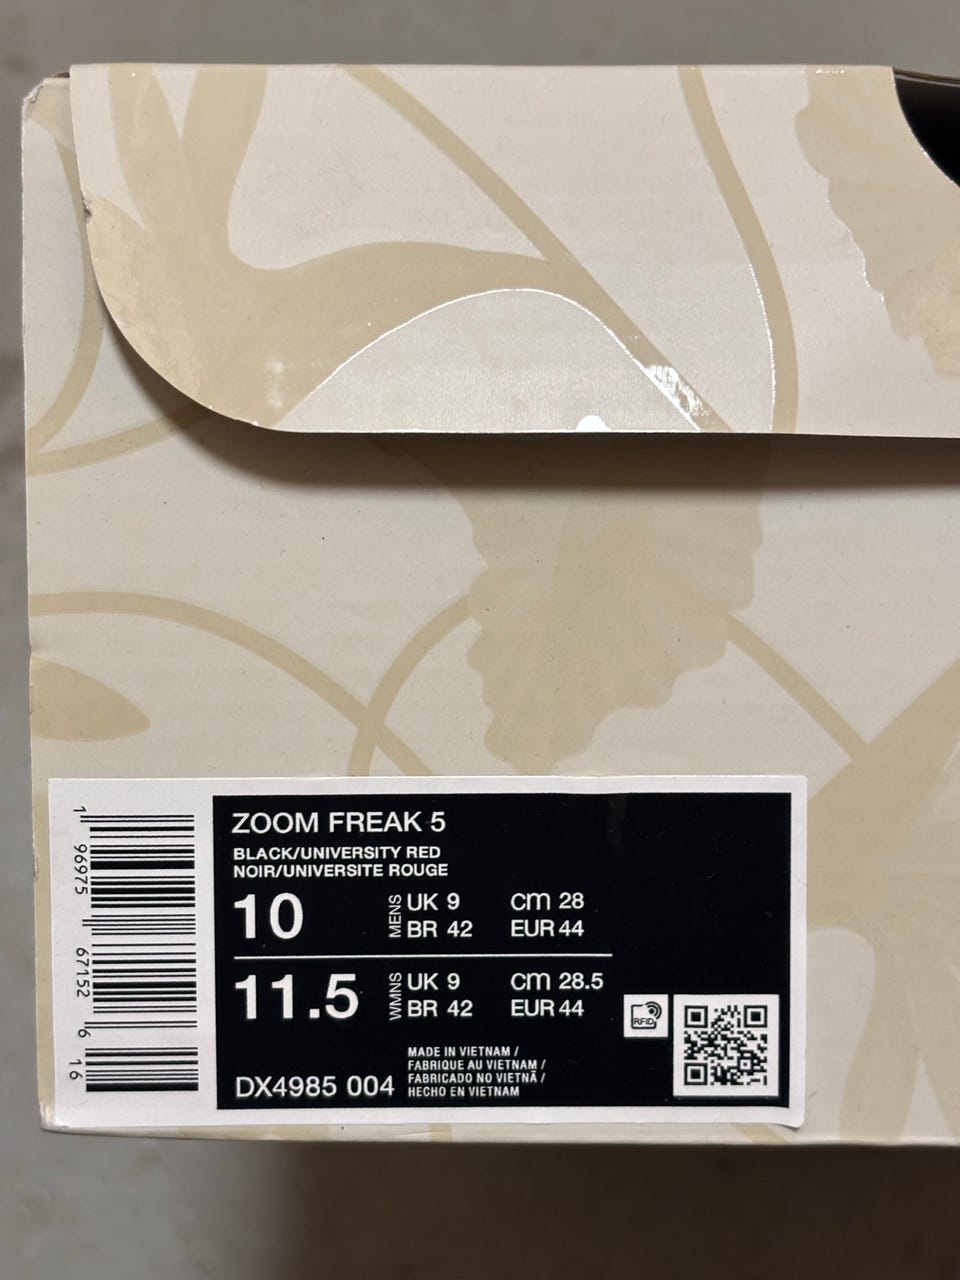 ZOOM FREAK 5
BLACK/UNIVERSITY RED
NOIR/UNIVERSITE ROUGE
10 MENS UK 9 cm 28
BR 42 EUR 44
11.5 WMNS UK 9 cm 28.5
BR 42 EUR 44
RFID
DX4985 004
MADE IN VIETNAM /
FABRIQUE AU VIETNAM /
FABRICADO NO VIETNÃ /
HECHO EN VIETNAM
1 96975 67152 6 16